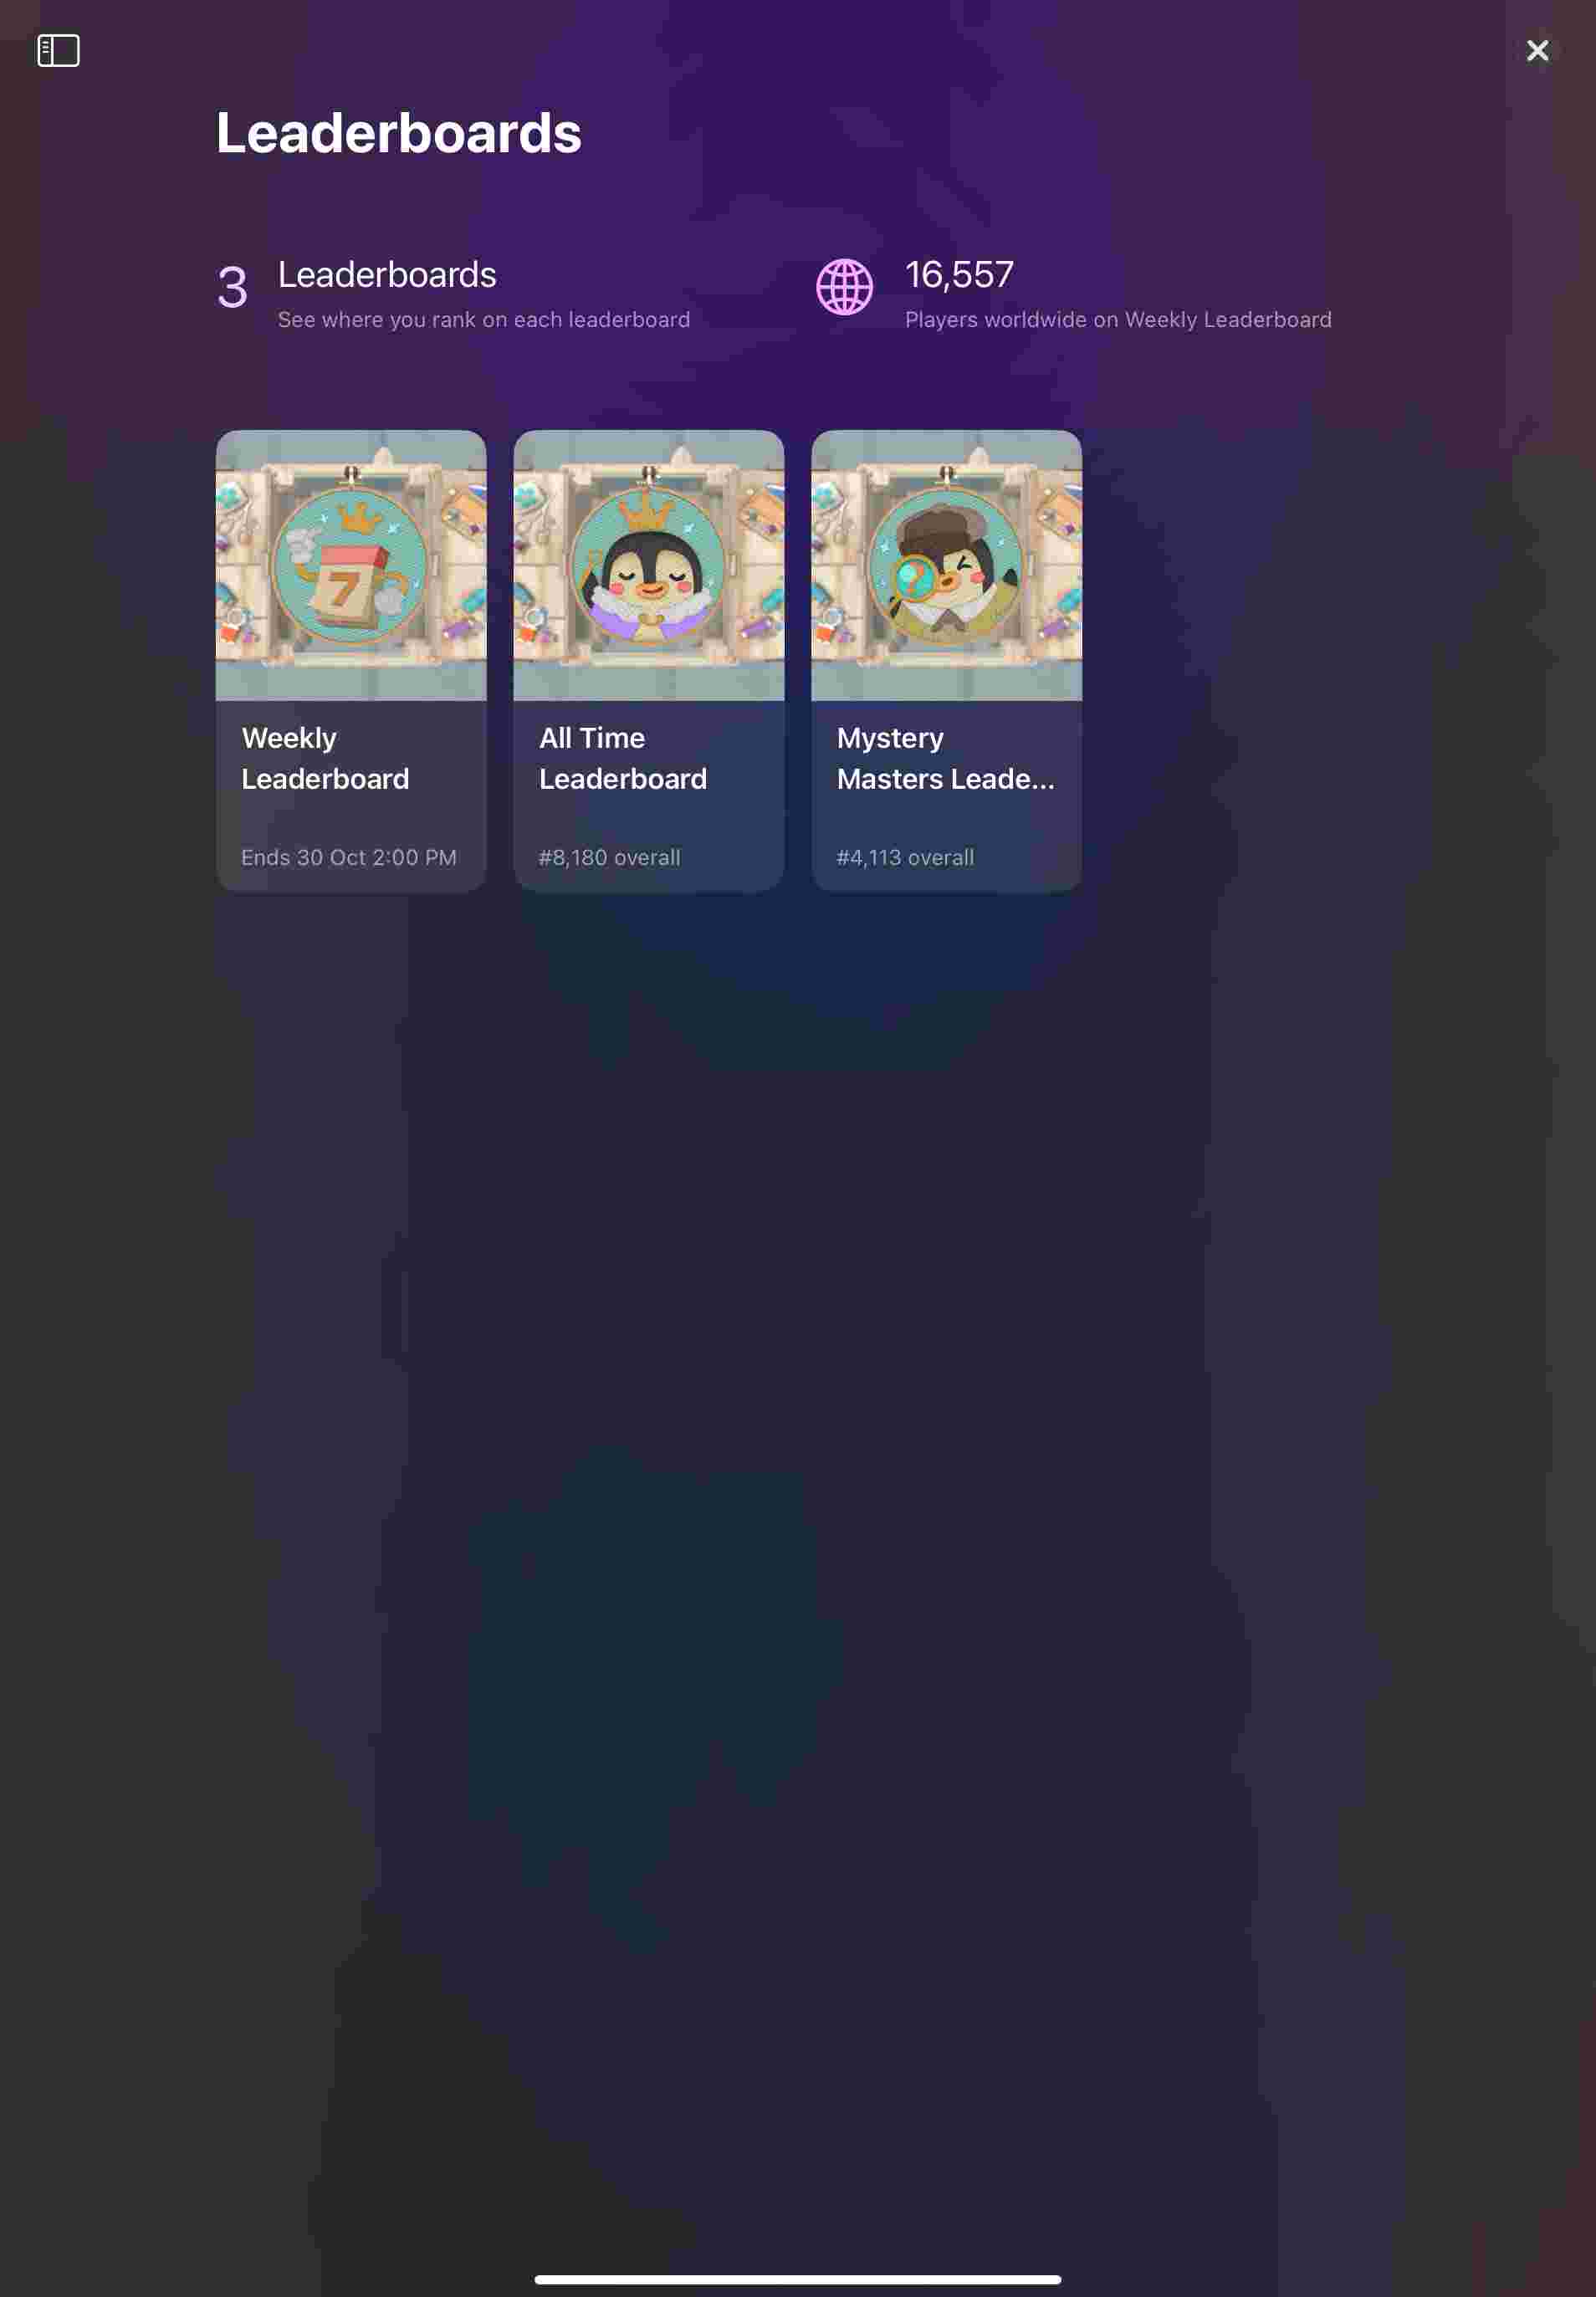 Leaderboards
3
Leaderboards
See where you rank on each leaderboard
16,557
Players worldwide on Weekly Leaderboard
7
Weekly
Leaderboard
Ends 30 Oct 2:00 PM
All Time
Leaderboard
#8,180 overall
?
Mystery
Masters Leade...
#4,113 overall